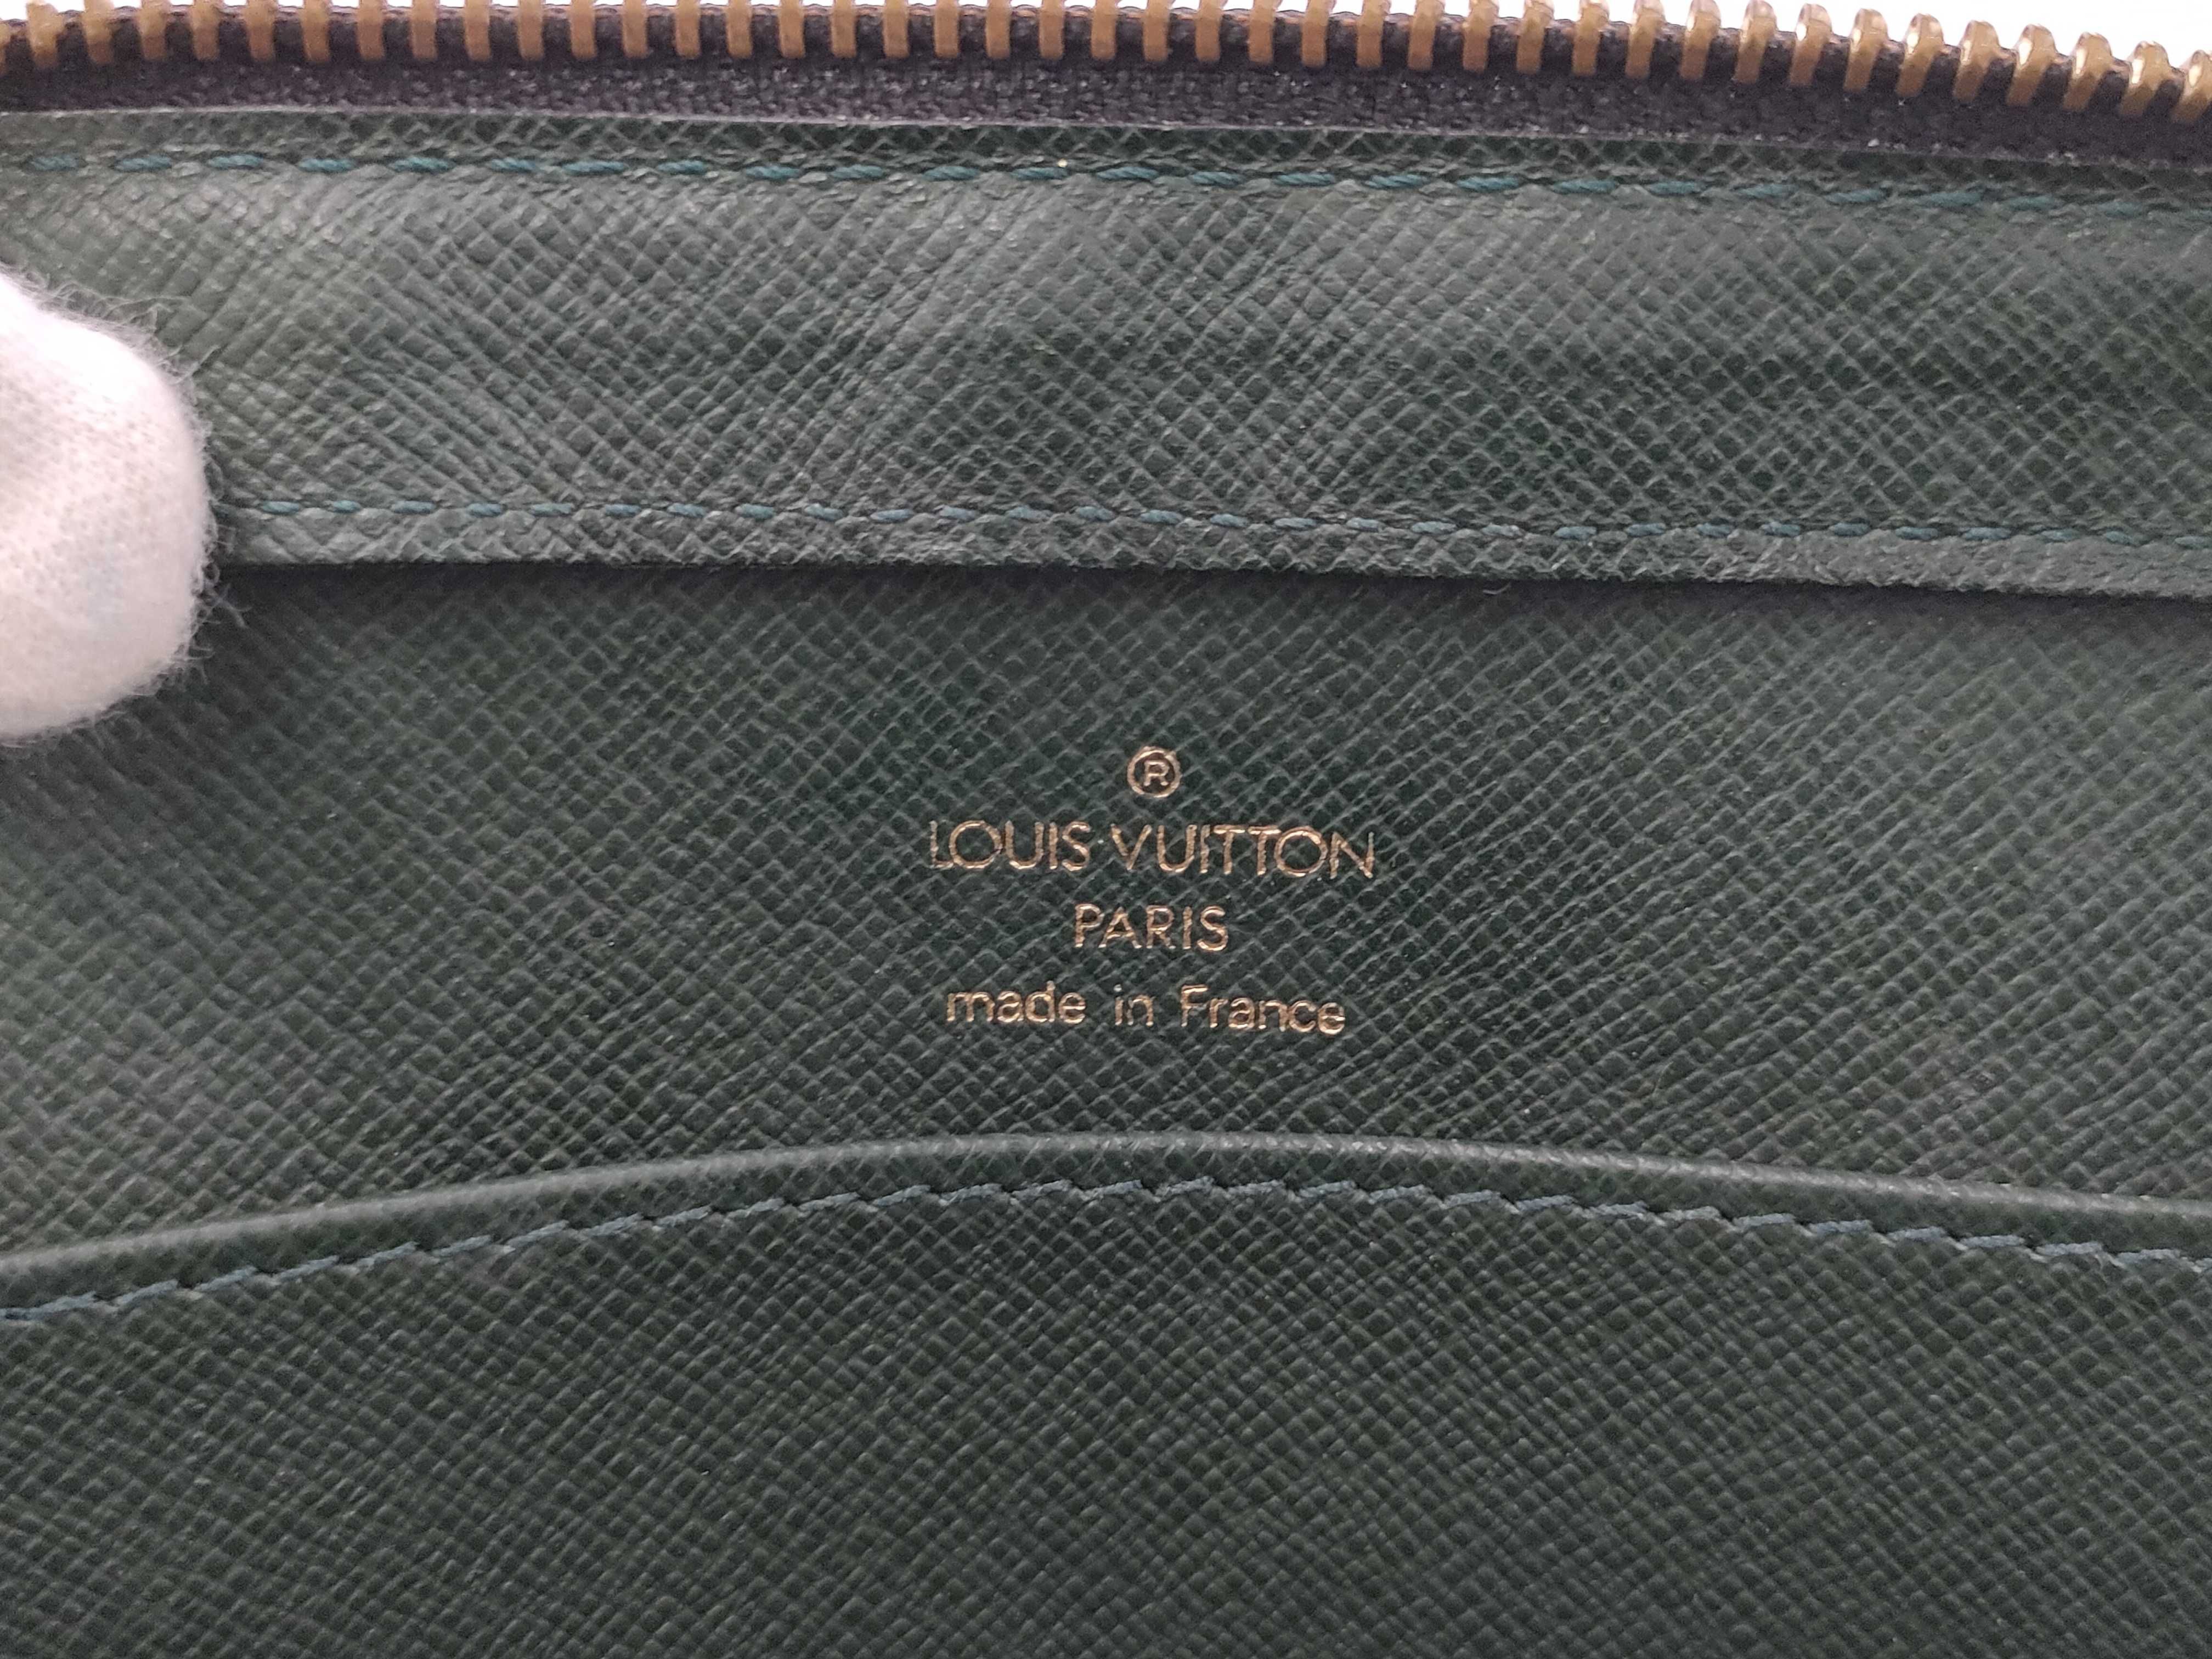 ®
LOUIS VUITTON
PARIS
made in France